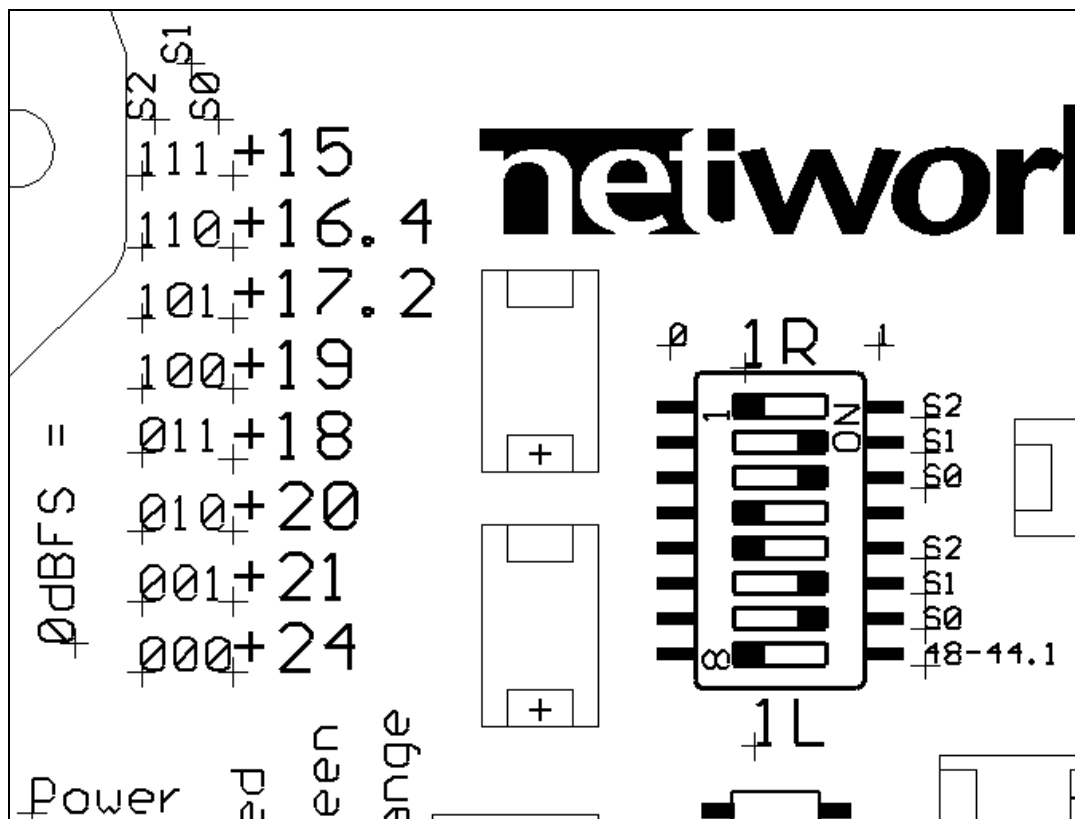 S1
S2 S0
111 +15
110 +16.4
101 +17.2
100 +19
011 +18
010 +20
001 +21
000 +24
0dBFS =
networ
0 1R 1
1 ON
S2
S1
S0
S2
S1
S0
8 48-44.1
1L
Power